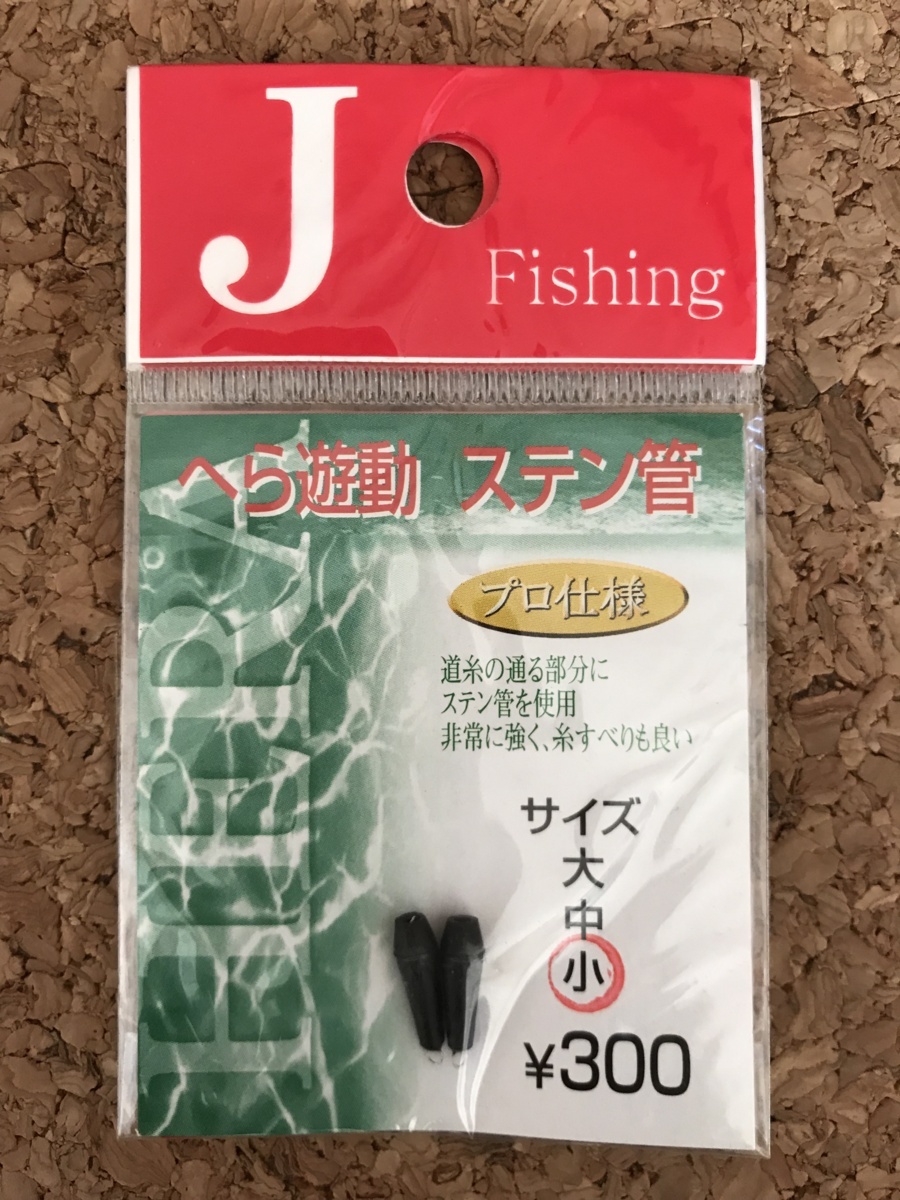 J
Fishing
へら遊動 ステン管
プロ仕様
道糸の通る部分に
ステン管を使用
非常に強く、糸すべりも良い
HERA
サイズ
大
中
小
¥300